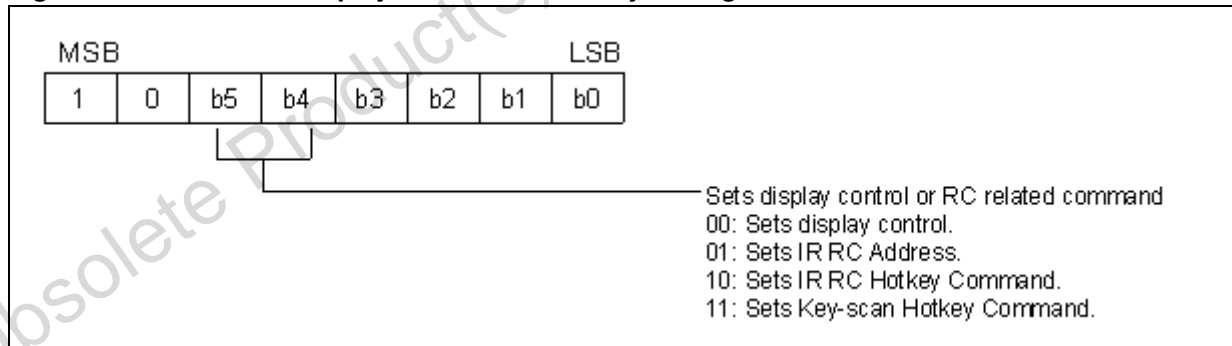 MSB LSB
1 0 b5 b4 b3 b2 b1 b0
Sets display control or RC related command
00: Sets display control.
01: Sets IR RC Address.
10: Sets IR RC Hotkey Command.
11: Sets Key-scan Hotkey Command.